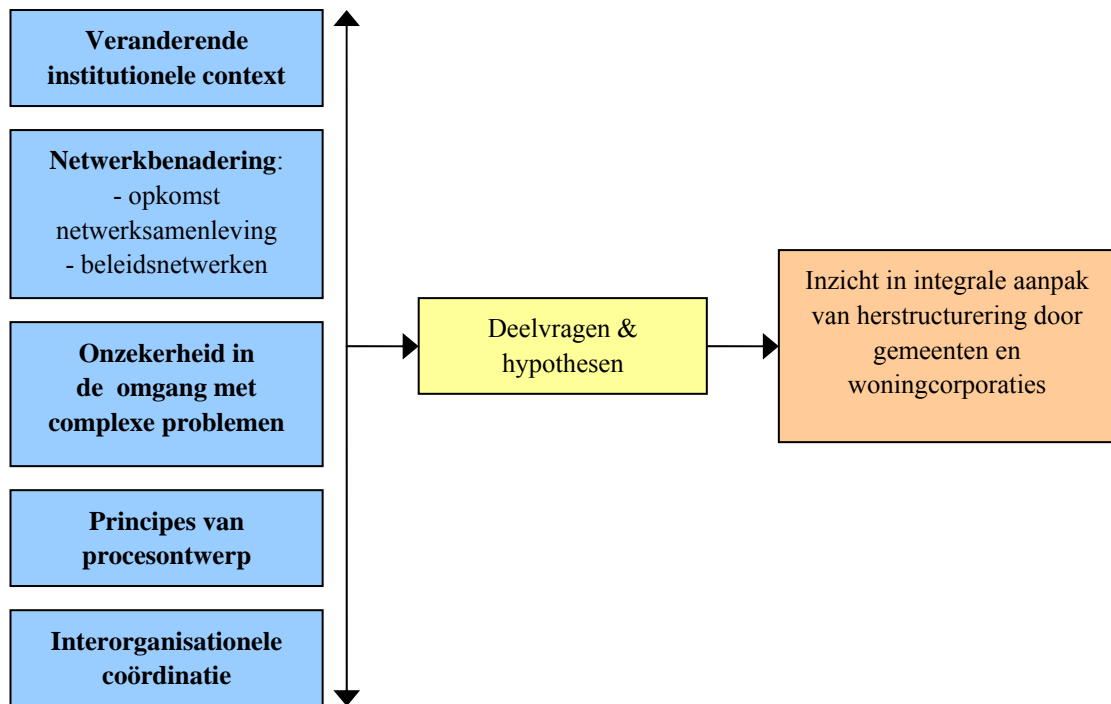 Veranderende
institutionele context
Netwerkbenadering:
- opkomst
netwerksamenleving
- beleidsnetwerken
Onzekerheid in
de omgang met
complexe problemen
Principes van
procesontwerp
Interorganisationele
coördinatie
Deelvragen &
hypothesen
Inzicht in integrale aanpak
van herstructurering door
gemeenten en
woningcorporaties